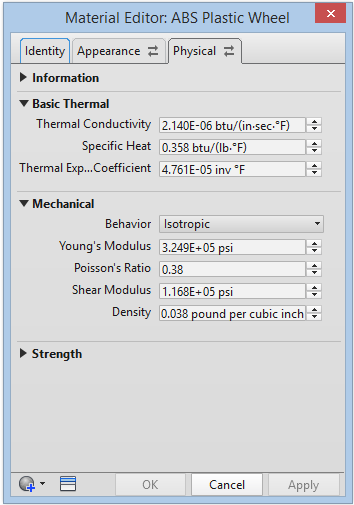 Material Editor: ABS Plastic Wheel
Identity Appearance Physical
Information
Basic Thermal
Thermal Conductivity 2.140E-06 btu/(in·sec·°F)
Specific Heat 0.358 btu/(lb·°F)
Thermal Exp...Coefficient 4.761E-05 inv °F
Mechanical
Behavior Isotropic
Young's Modulus 3.249E+05 psi
Poisson's Ratio 0.38
Shear Modulus 1.168E+05 psi
Density 0.038 pound per cubic inch
Strength
OK Cancel Apply